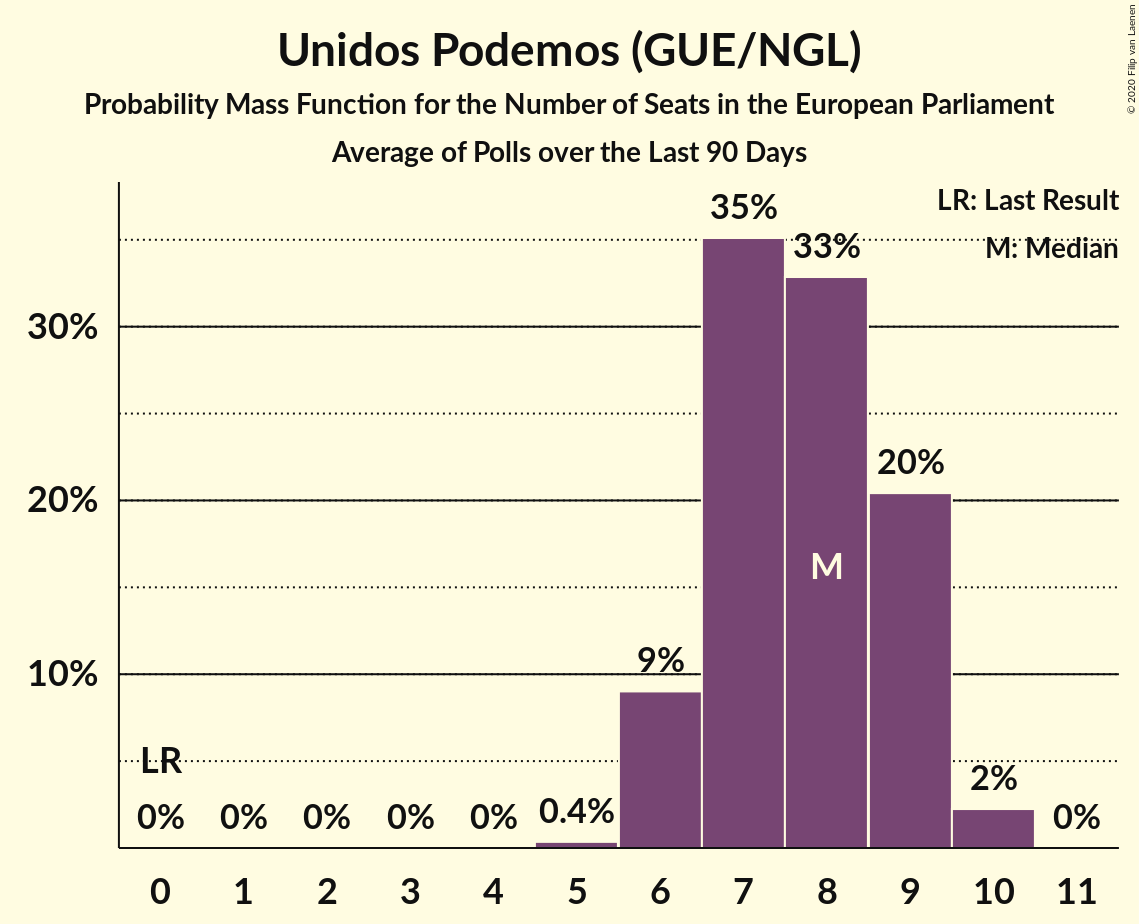 Unidos Podemos (GUE/NGL)
Probability Mass Function for the Number of Seats in the European Parliament
Average of Polls over the Last 90 Days
© 2020 Filip van Laenen
LR: Last Result
M: Median
35%
33%
30%
20%
20%
M
9%
10%
LR
0%
0%
0%
0%
0%
0.4%
2%
0%
0 1 2 3 4 5 6 7 8 9 10 11